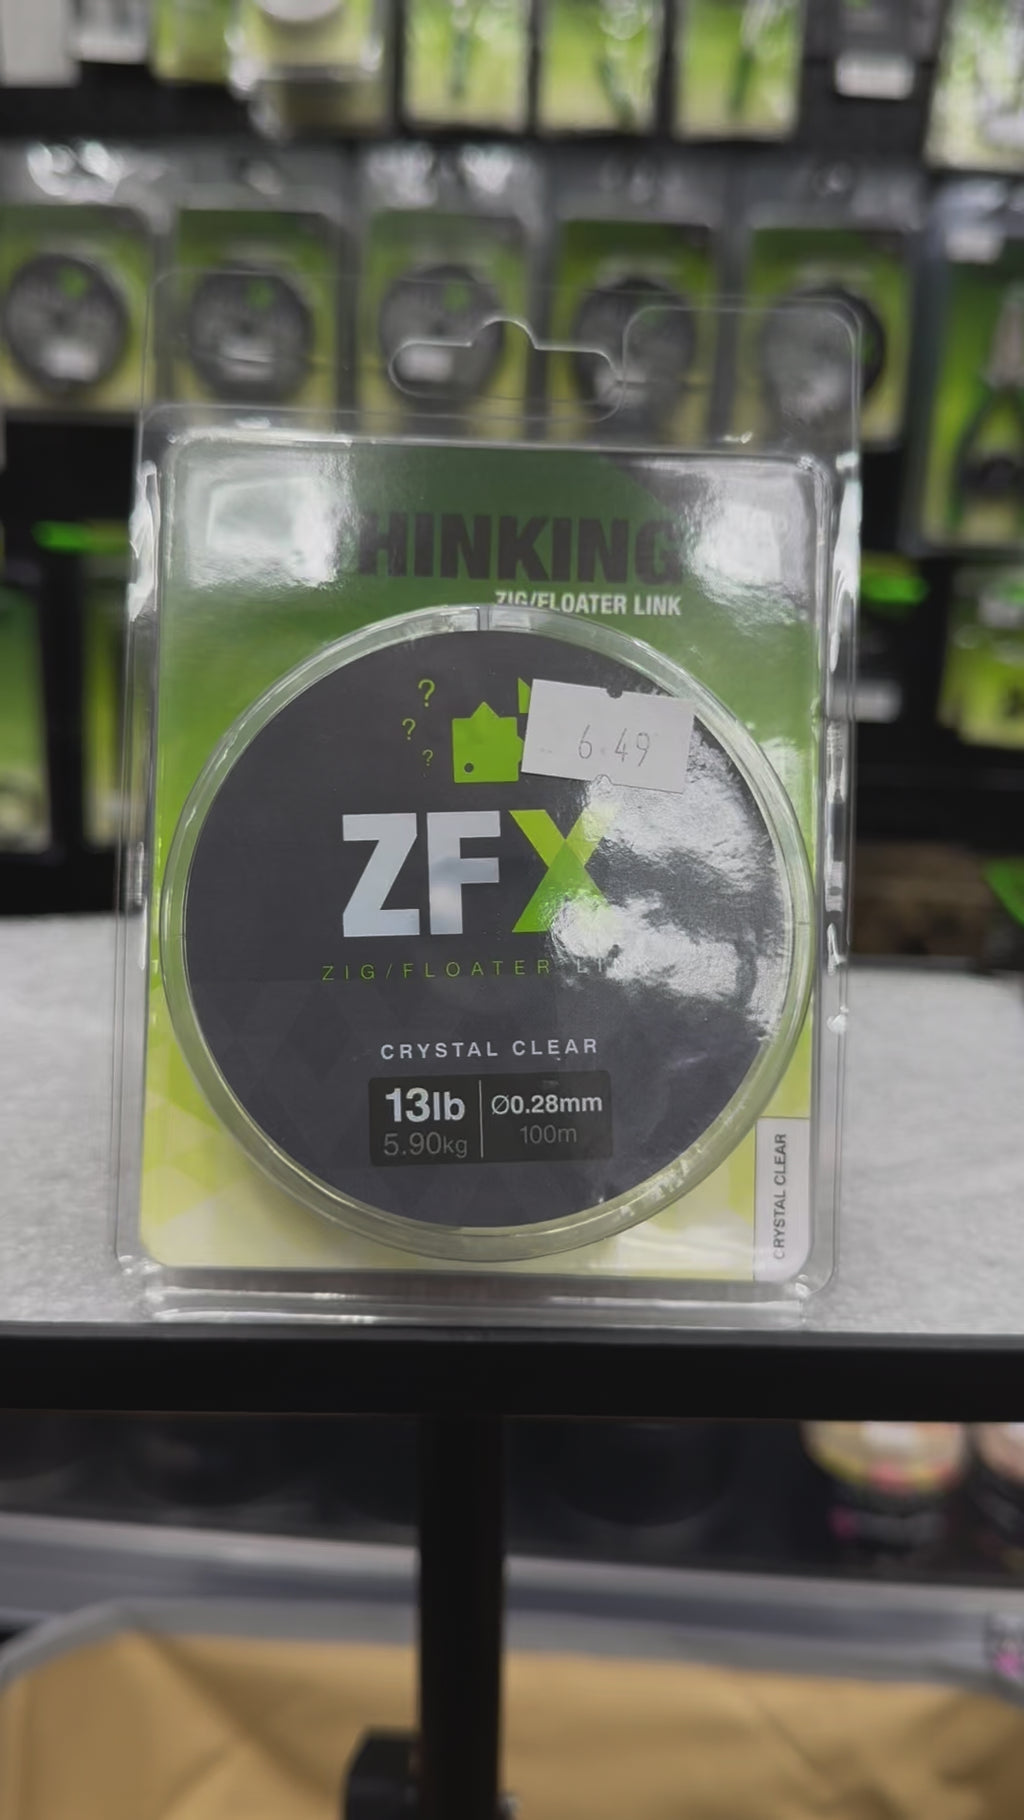 HINKING
ZIG/FLOATER LINK
? ? ?
6.49
ZFX
ZIG/FLOATER LI
CRYSTAL CLEAR
13lb Ø0.28mm
5.90kg 100m
CRYSTAL CLEAR